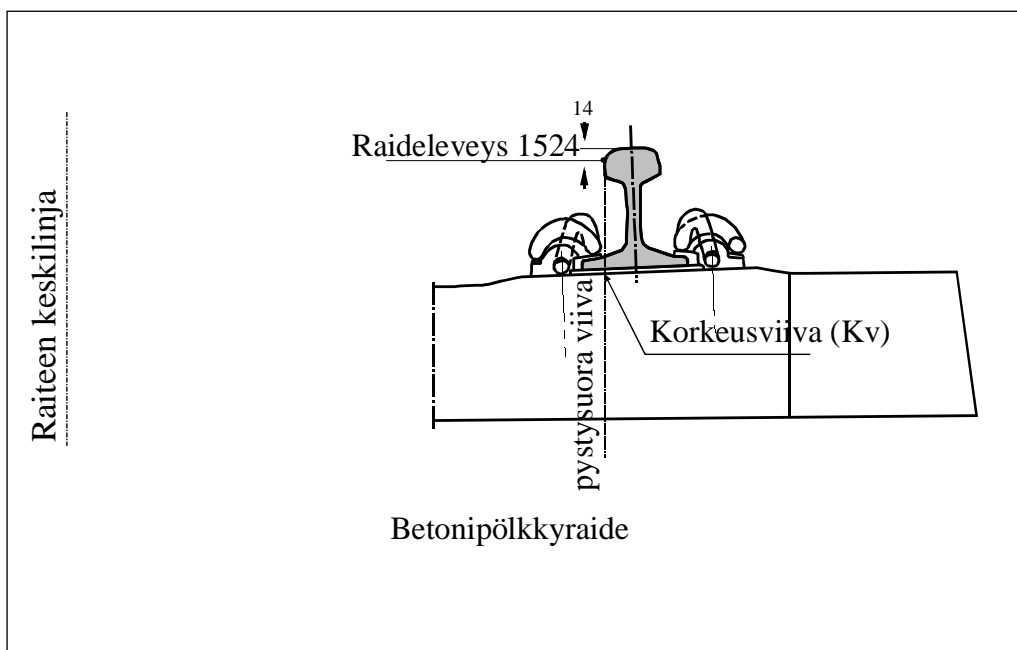 14
Raideleveys 1524
Raiteen keskilinja
pystysuora viiva
Korkeusviiva (Kv)
Betonipölkkyraide